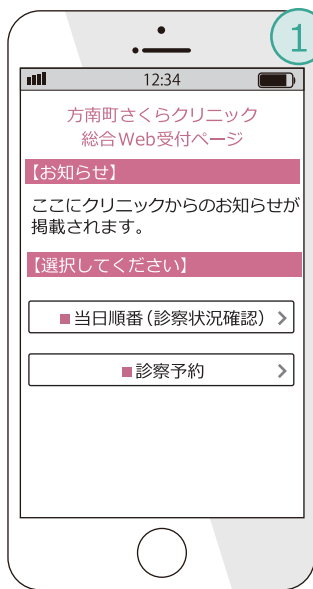 1
12:34
方南町さくらクリニック
総合Web受付ページ
【お知らせ】
ここにクリニックからのお知らせが
掲載されます。
【選択してください】
■当日順番(診察状況確認)
■診察予約